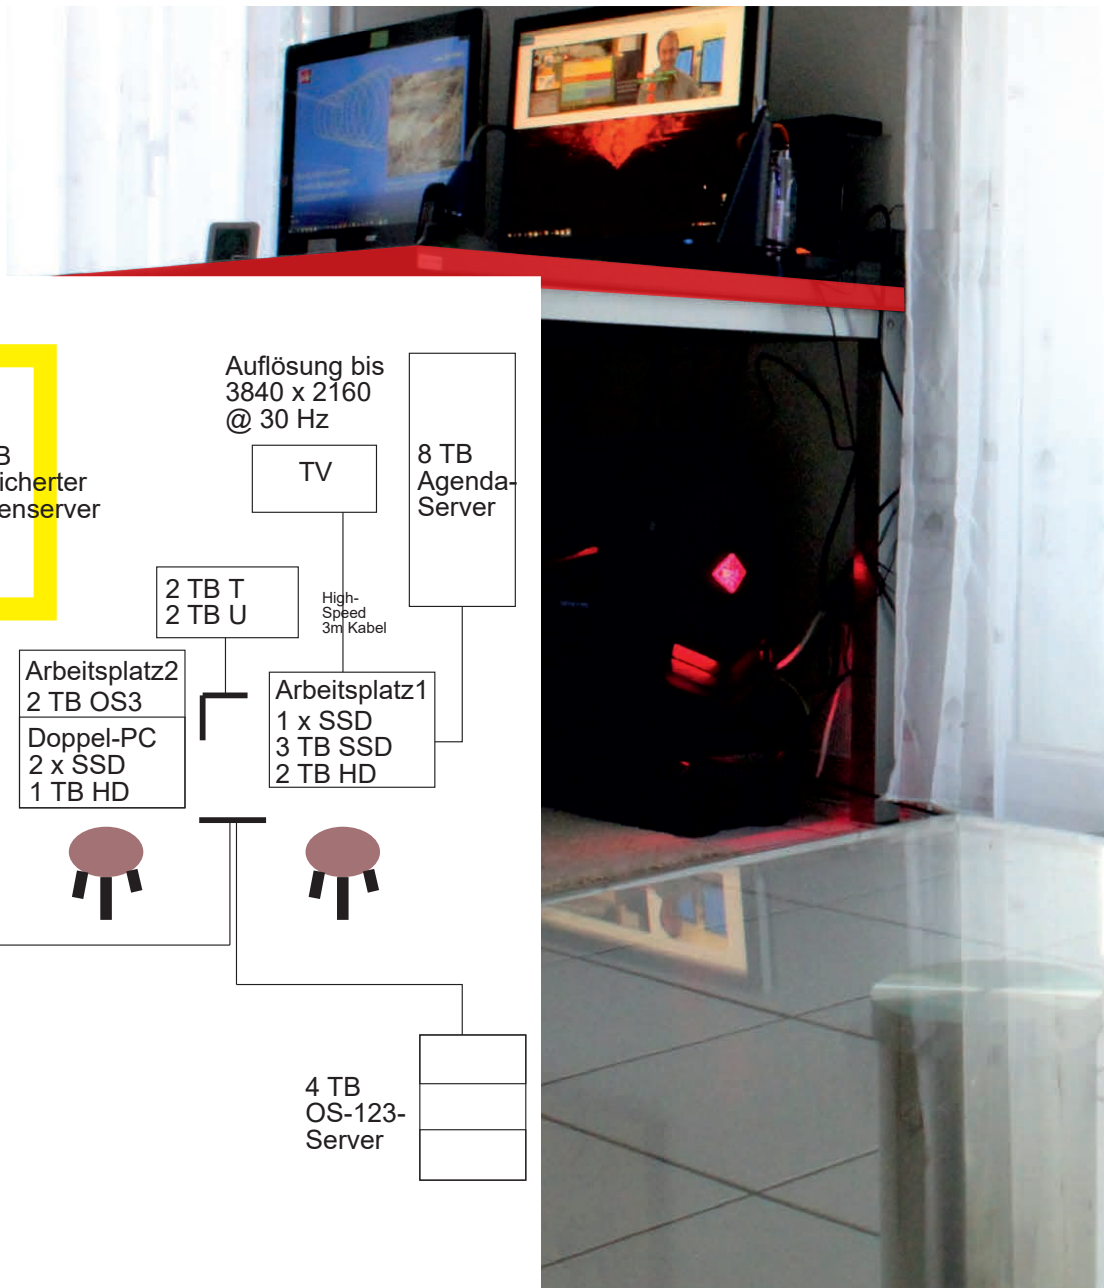 Auflösung bis
3840 x 2160
@ 30 Hz
TV
8 TB
Agenda-
Server
B
icherter
enserver
2 TB T
2 TB U
High-
Speed
3m Kabel
Arbeitsplatz2
2 TB OS3
Doppel-PC
2 x SSD
1 TB HD
Arbeitsplatz1
1 x SSD
3 TB SSD
2 TB HD
4 TB
OS-123-
Server